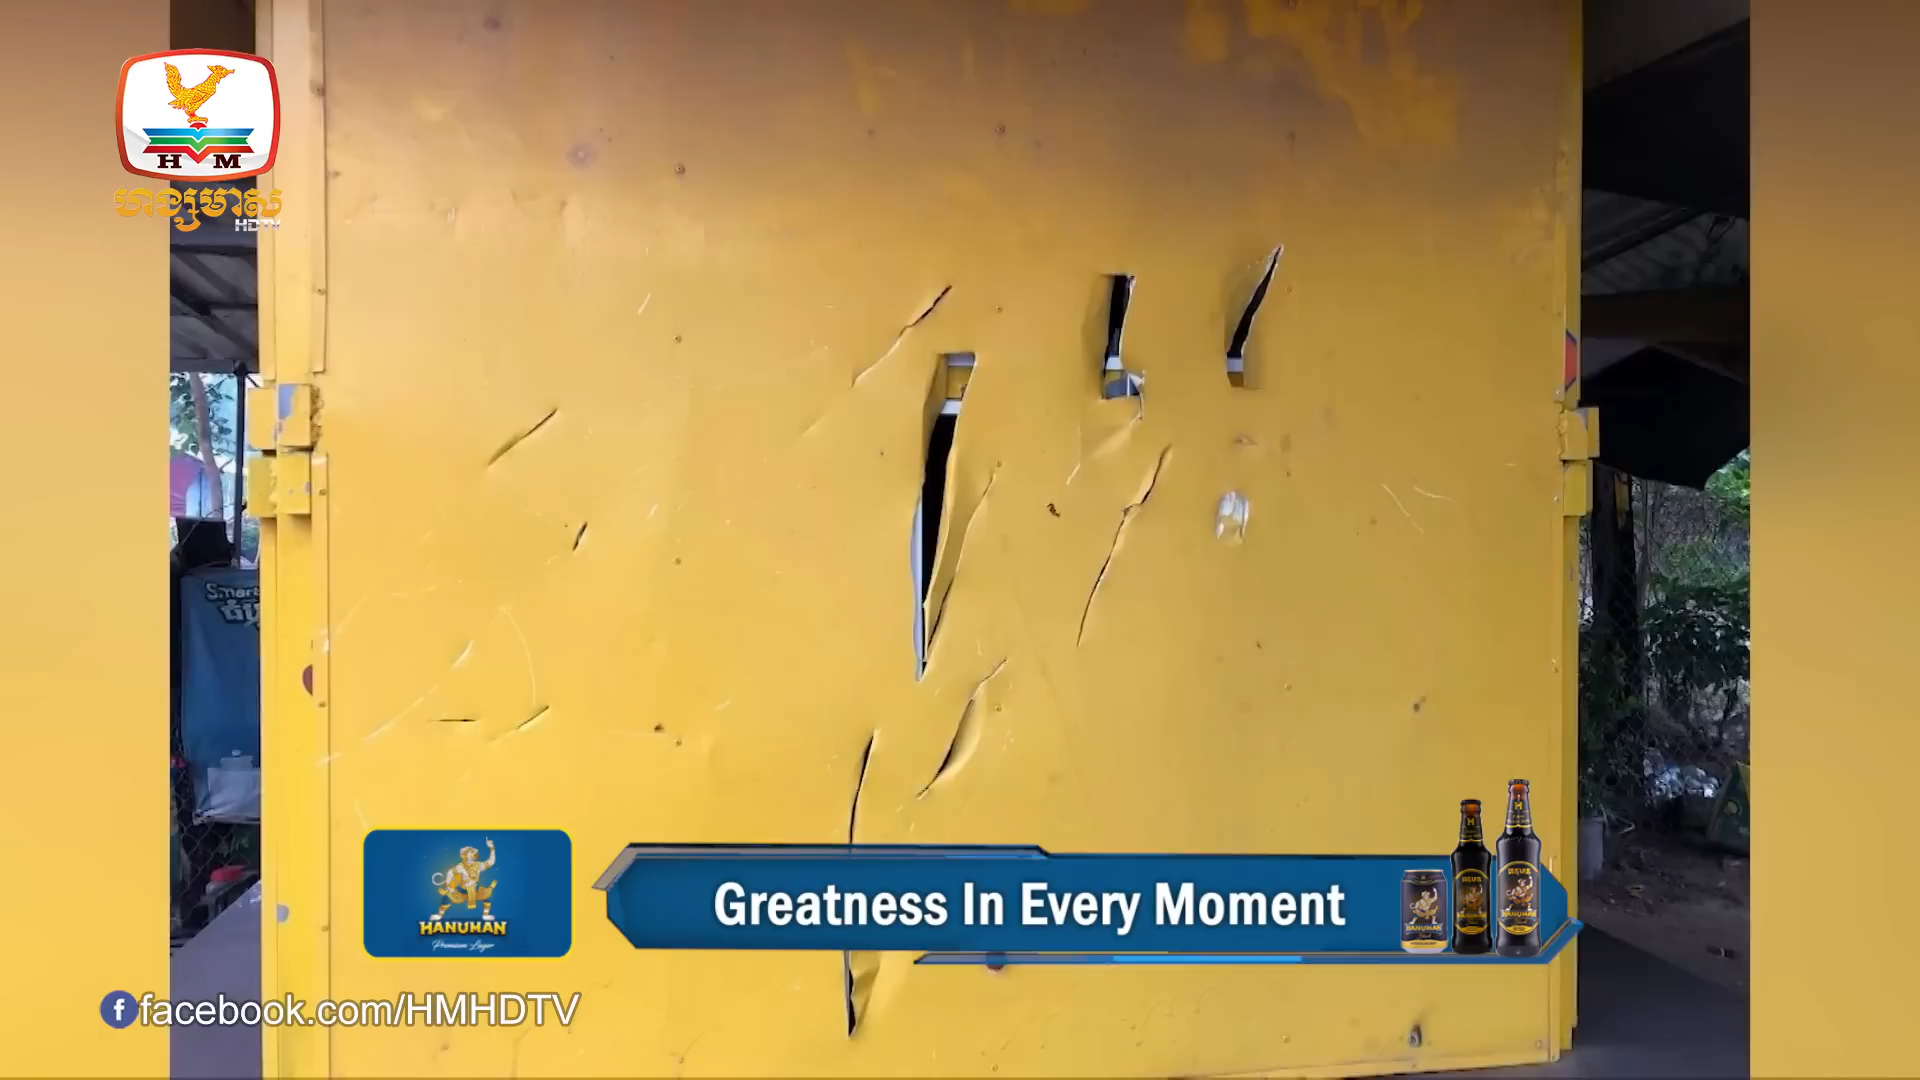 H M
ហង្សមាស
HDTV
Smart
HANUMAN
Premium Lager
Greatness In Every Moment
HANUMAN
HANUMAN
HANUMAN
facebook.com/HMHDTV